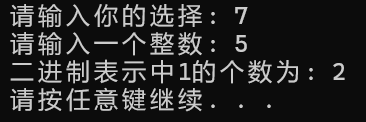 请输入你的选择: 7
请输入一个整数: 5
二进制表示中1的个数为: 2
请按任意键继续. . .